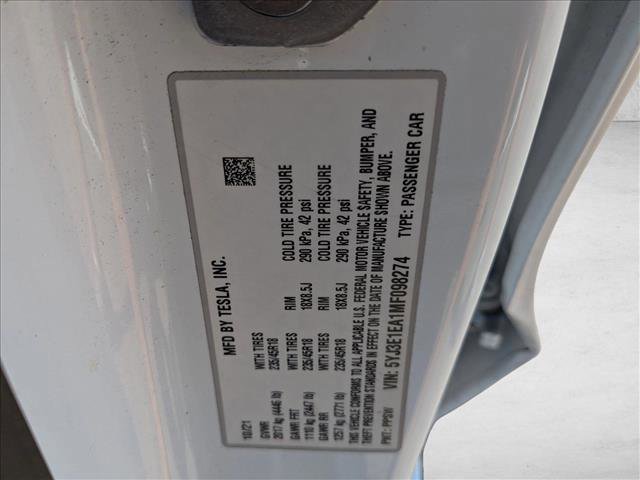 MFD BY TESLA, INC.
10/21
GVWR WITH TIRES RIM COLD TIRE PRESSURE
2017 kg (4446 lb) 235/45R18 18X8.5J 290 kPa, 42 psi
GAWR FRT WITH TIRES RIM COLD TIRE PRESSURE
1110 kg (2447 lb) 235/45R18 18X8.5J 290 kPa, 42 psi
GAWR RR
1257 kg (2771 lb)
THIS VEHICLE CONFORMS TO ALL APPLICABLE U.S. FEDERAL MOTOR VEHICLE SAFETY, BUMPER, AND
THEFT PREVENTION STANDARDS IN EFFECT ON THE DATE OF MANUFACTURE SHOWN ABOVE.
VIN: 5YJ3E1EA1MF098274 TYPE: PASSENGER CAR
PNT: PPSW